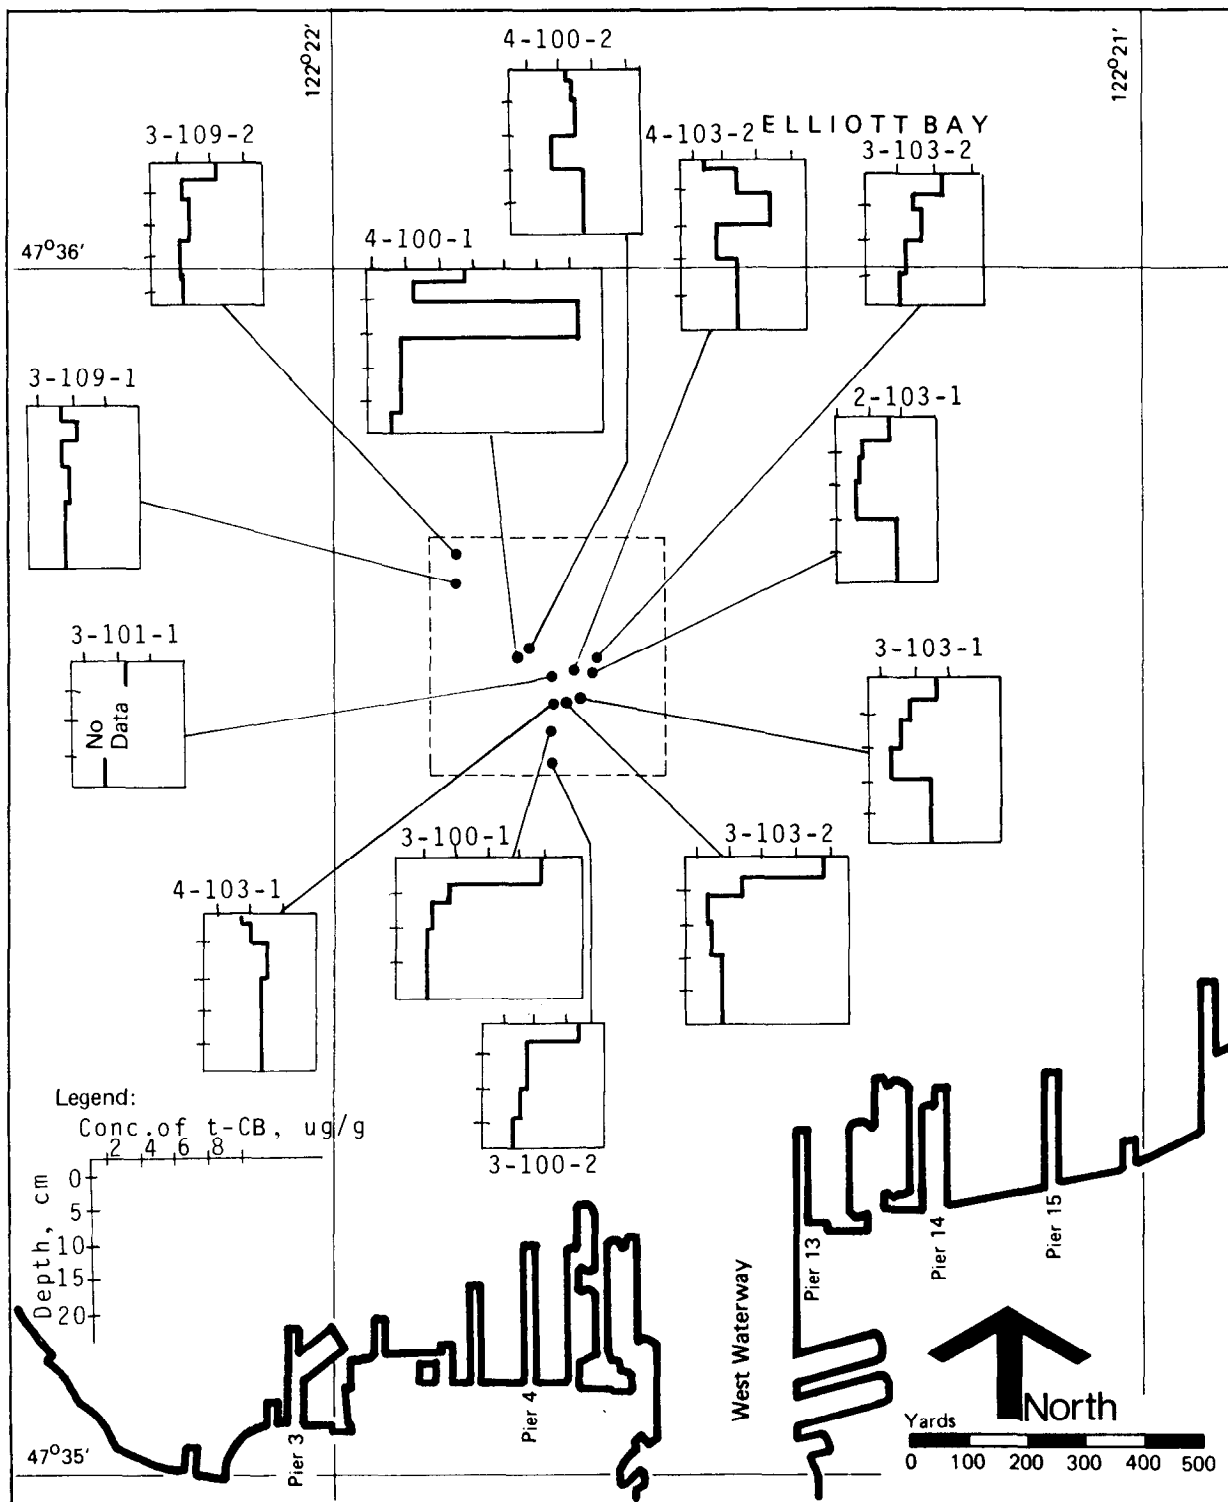 4-100-2
122°22'
122°21'
ELLIOTT BAY
3-109-2
4-103-2
3-103-2
4-100-1
47°36'
3-109-1
2-103-1
3-101-1
No
Data
3-103-1
3-100-1
3-103-2
4-103-1
3-100-2
Legend:
Conc.of t-CB, ug/g
2 4 6 8
Depth, cm
0
5
10
15
20
Pier 3
Pier 4
West Waterway
Pier 13
Pier 14
Pier 15
North
Yards
0 100 200 300 400 500
47°35'